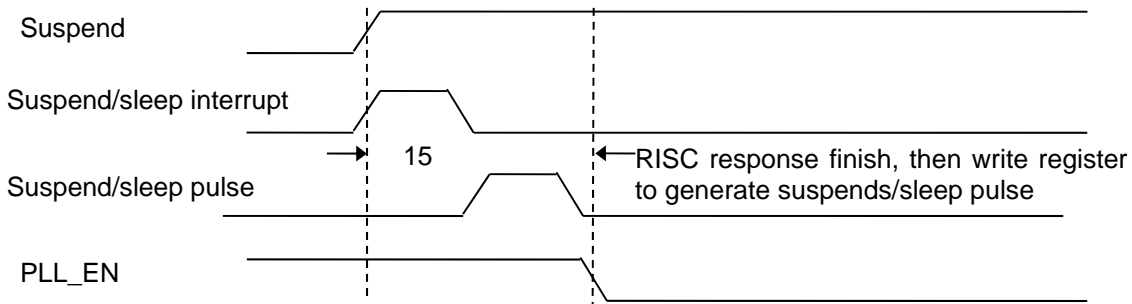 Suspend
Suspend/sleep interrupt
15
RISC response finish, then write register
to generate suspends/sleep pulse
Suspend/sleep pulse
PLL_EN